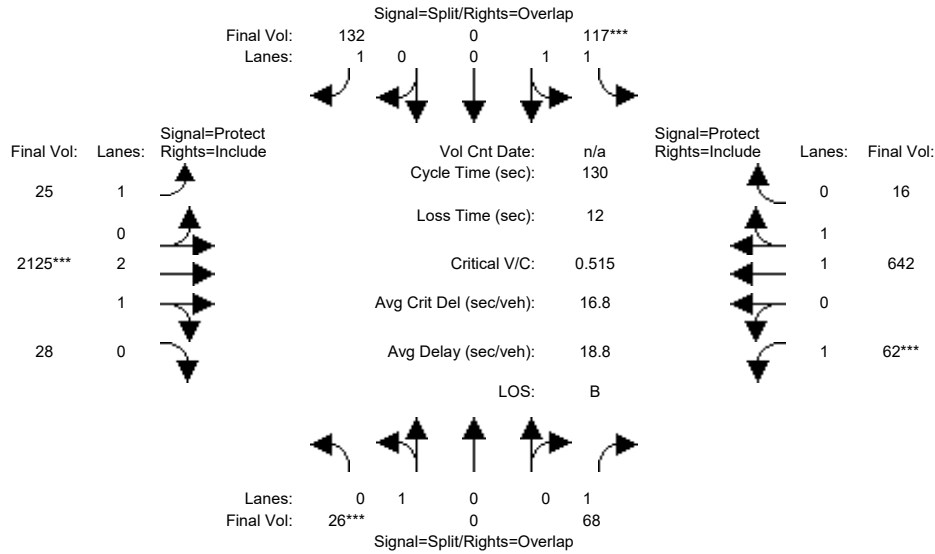 Signal=Split/Rights=Overlap
Final Vol: 132 0 117***
Lanes: 1 0 0 1 1
Signal=Protect
Final Vol: Lanes: Rights=Include Vol Cnt Date: n/a
Signal=Protect
Rights=Include Lanes: Final Vol:
Cycle Time (sec): 130
25 1 0 16
Loss Time (sec): 12
0 1
2125*** 2 Critical V/C: 0.515 1 642
1 Avg Crit Del (sec/veh): 16.8 0
28 0 Avg Delay (sec/veh): 18.8 1 62***
LOS: B
Lanes: 0 1 0 0 1
Final Vol: 26*** 0 68
Signal=Split/Rights=Overlap